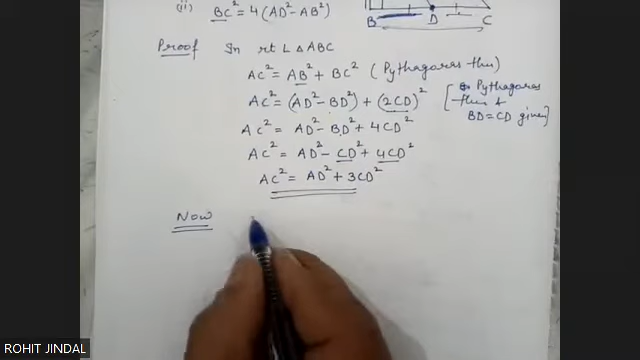 (ii) BC² = 4(AD² - AB²)
B D C
Proof In rt L △ ABC
AC² = AB² + BC² (Pythagoras thm)
AC² = (AD² - BD²) + (2CD)² [Pythagoras thm & BD = CD given]
AC² = AD² - BD² + 4CD²
AC² = AD² - CD² + 4CD²
AC² = AD² + 3CD²
Now
ROHIT JINDAL